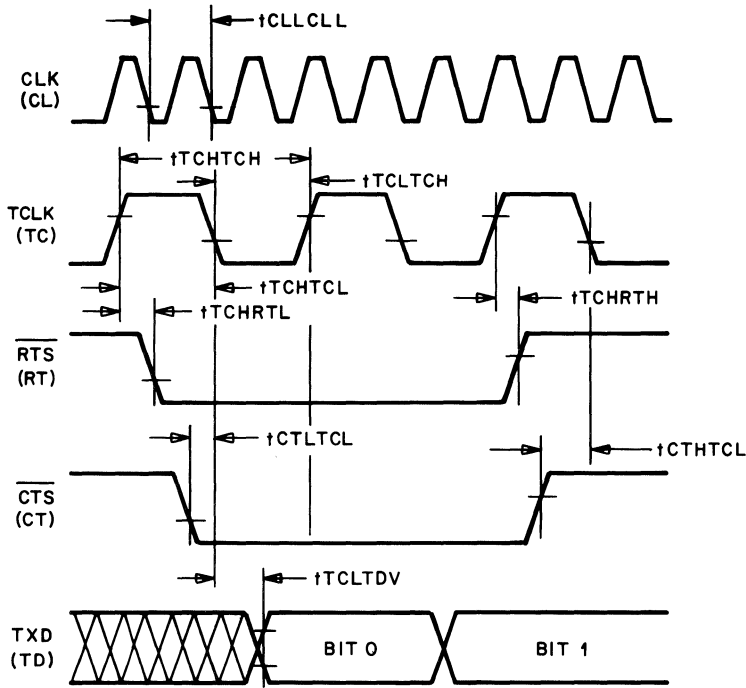 tCLLCLL
CLK
(CL)
tTCHTCH
tTCLTCH
TCLK
(TC)
tTCHTCL
tTCHRTL
tTCHRTH
RTS
(RT)
tCTLTCL
tCTHTCL
CTS
(CT)
tTCLTDV
TXD
(TD)
BIT 0
BIT 1